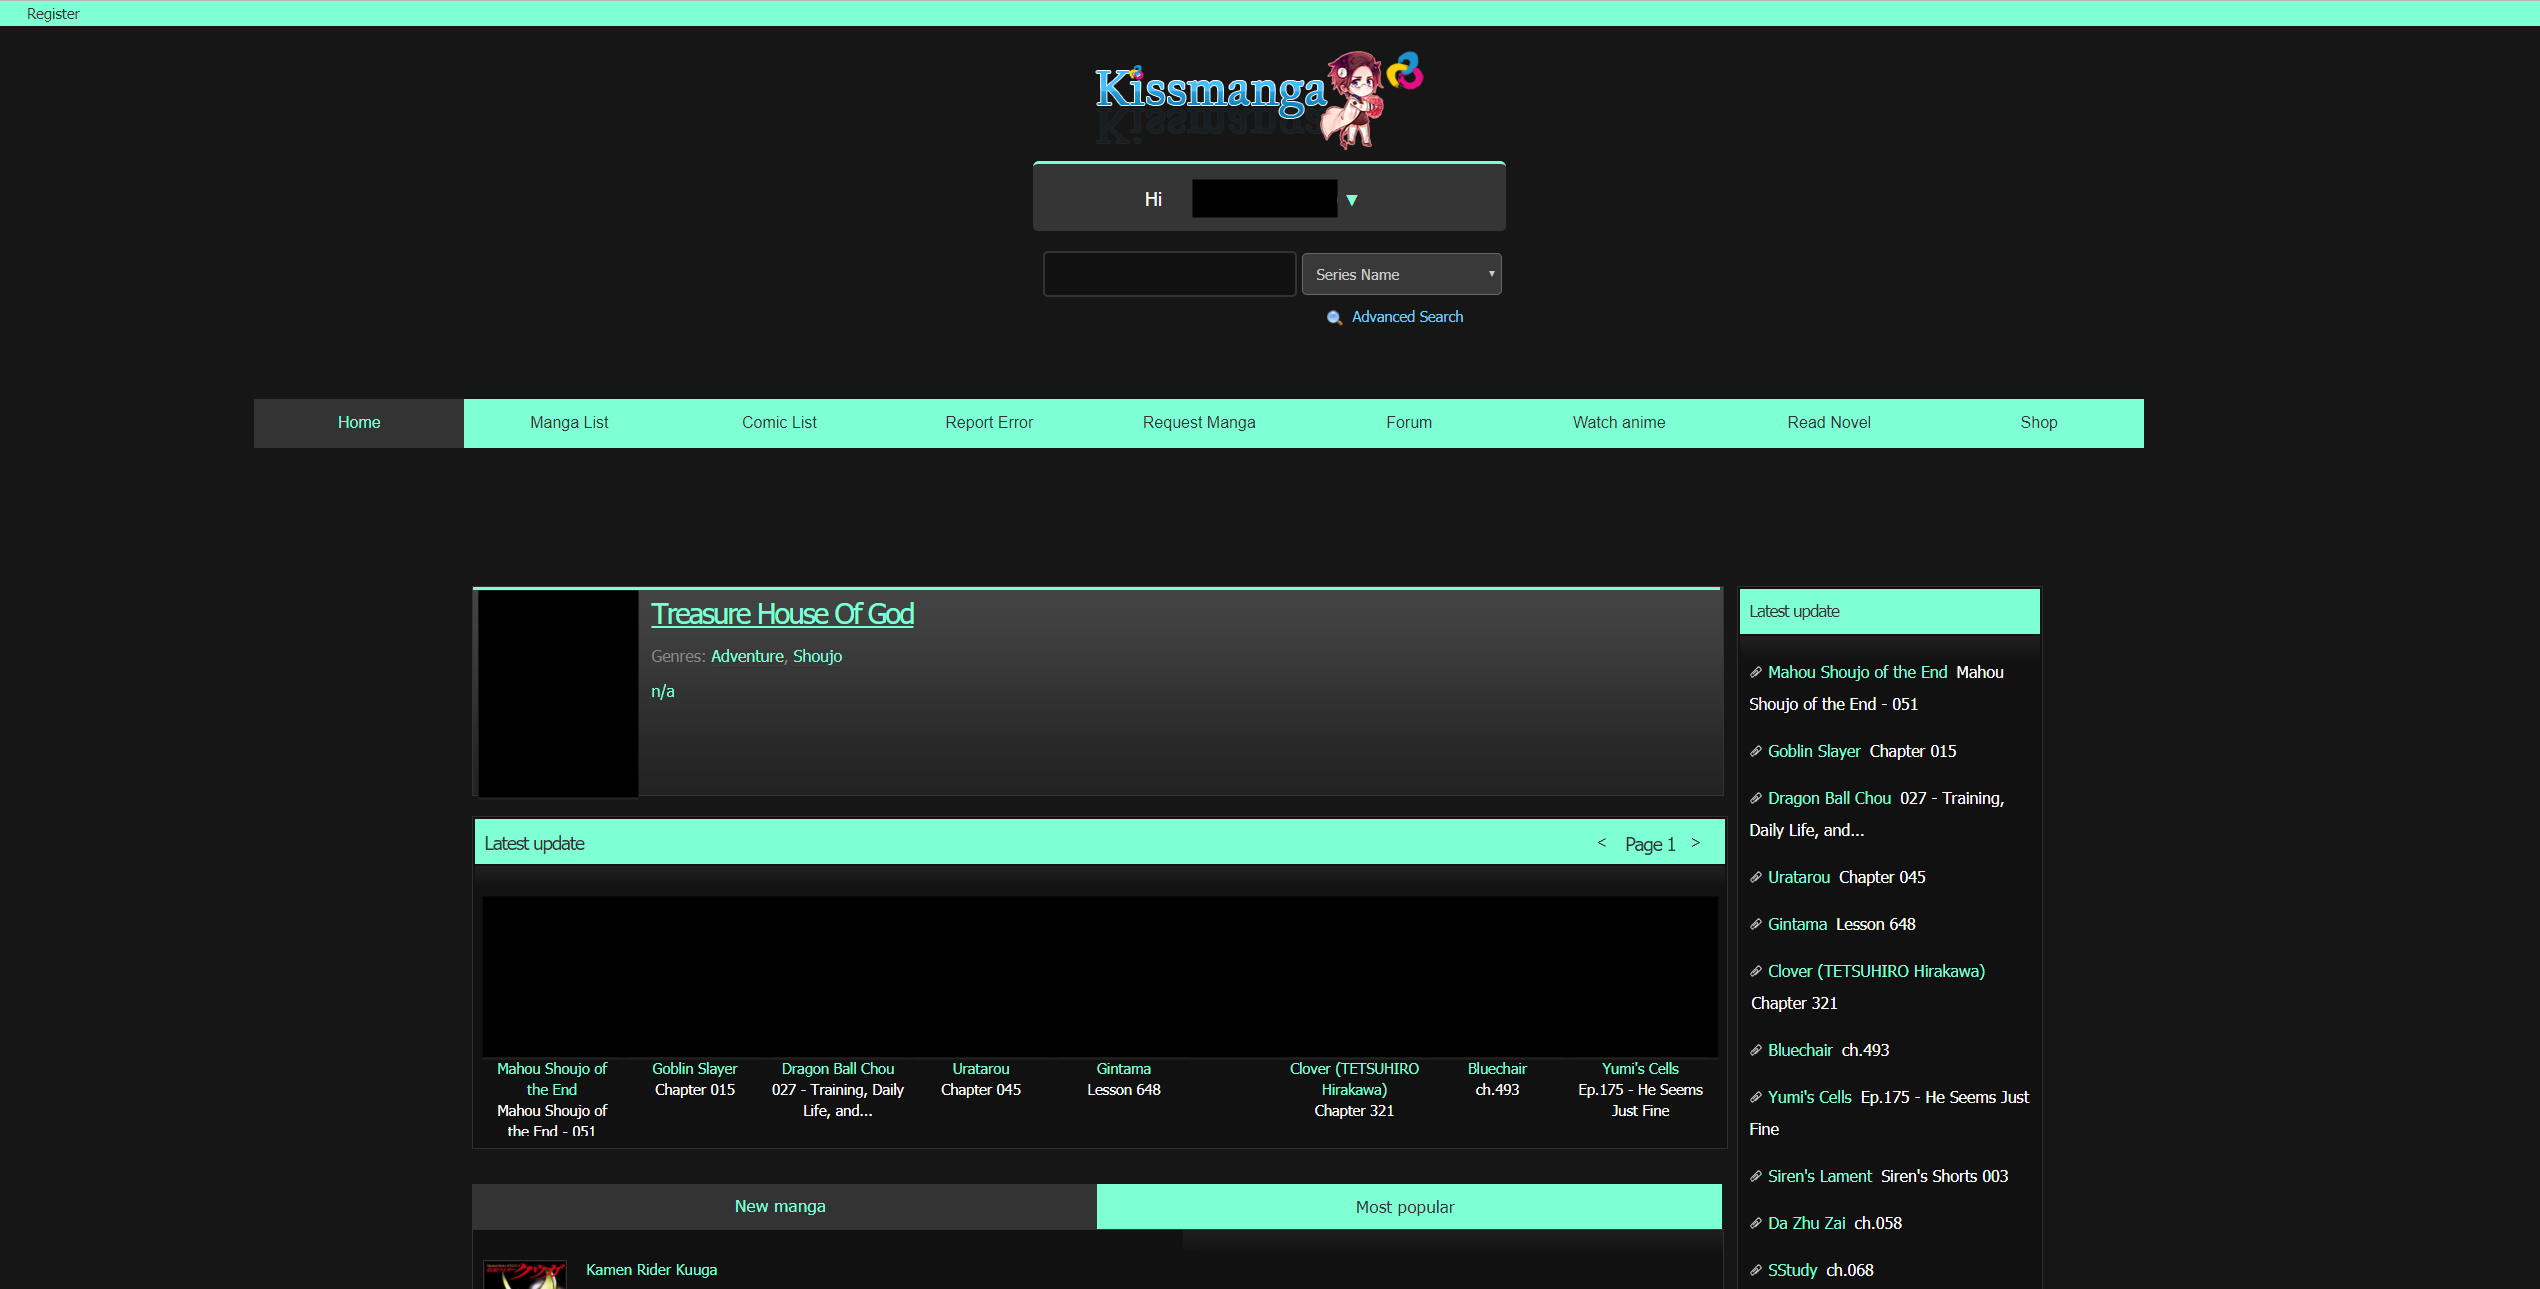 Register
Kissmanga
Hi ▼
Series Name
Advanced Search
Home Manga List Comic List Report Error Request Manga Forum Watch anime Read Novel Shop
Treasure House Of God
Genres: Adventure, Shoujo
n/a
Latest update < Page 1 >
Mahou Shoujo of
the End
Mahou Shoujo of
the End - 051
Goblin Slayer
Chapter 015
Dragon Ball Chou
027 - Training, Daily
Life, and...
Uratarou
Chapter 045
Gintama
Lesson 648
Clover (TETSUHIRO
Hirakawa)
Chapter 321
Bluechair
ch.493
Yumi's Cells
Ep.175 - He Seems
Just Fine
New manga Most popular
Kamen Rider Kuuga
Latest update
Mahou Shoujo of the End Mahou
Shoujo of the End - 051
Goblin Slayer Chapter 015
Dragon Ball Chou 027 - Training,
Daily Life, and...
Uratarou Chapter 045
Gintama Lesson 648
Clover (TETSUHIRO Hirakawa)
Chapter 321
Bluechair ch.493
Yumi's Cells Ep.175 - He Seems Just
Fine
Siren's Lament Siren's Shorts 003
Da Zhu Zai ch.058
SStudy ch.068